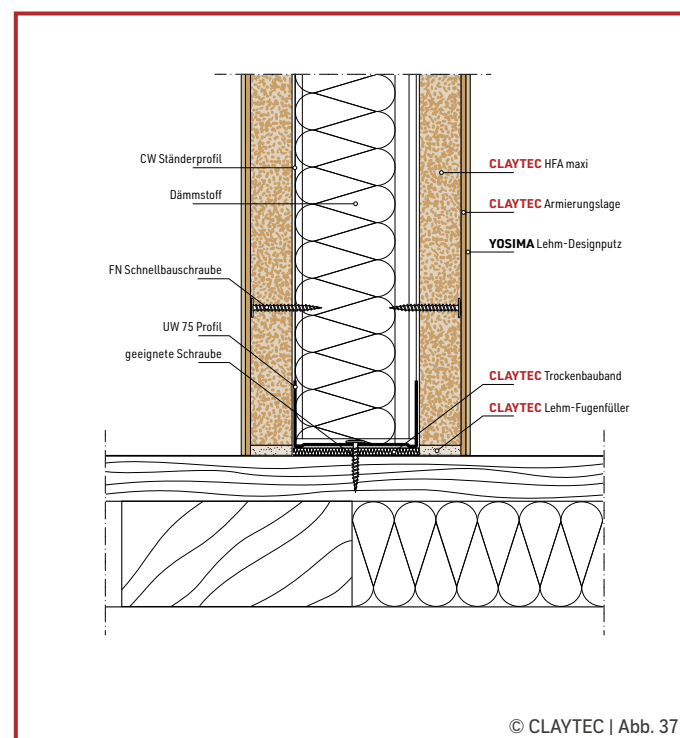 CW Ständerprofil
Dämmstoff
FN Schnellbauschraube
UW 75 Profil
geeignete Schraube
CLAYTEC HFA maxi
CLAYTEC Armierungslage
YOSIMA Lehm-Designputz
CLAYTEC Trockenbauband
CLAYTEC Lehm-Fugenfüller
© CLAYTEC | Abb. 37